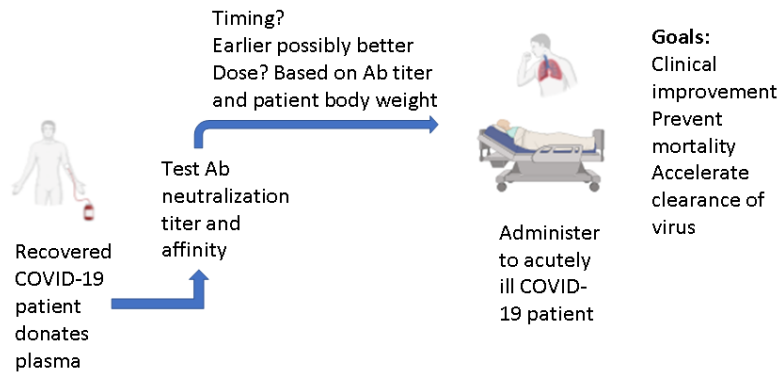 Recovered
COVID-19
patient
donates
plasma
Test Ab
neutralization
titer and
affinity
Timing?
Earlier possibly better
Dose? Based on Ab titer
and patient body weight
Administer
to acutely
ill COVID-
19 patient
Goals:
Clinical
improvement
Prevent
mortality
Accelerate
clearance of
virus